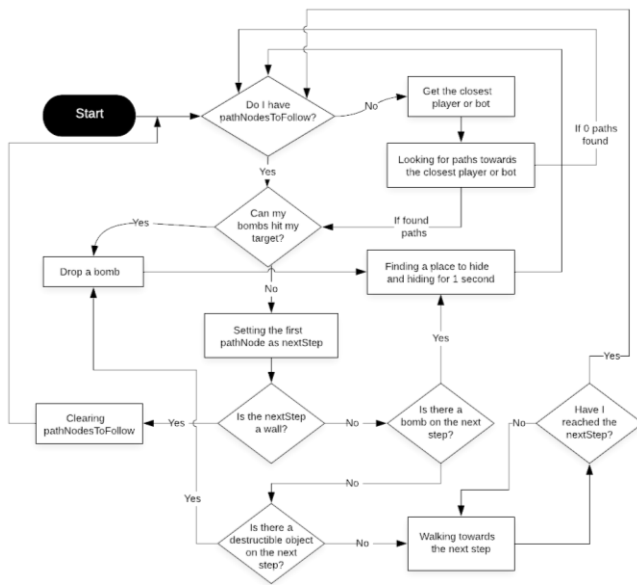 Start
Do I have
pathNodesToFollow?
No
Get the closest
player or bot
If 0 paths
found
Looking for paths towards
the closest player or bot
Yes
Yes
Can my
bombs hit my
target?
If found
paths
Drop a bomb
Finding a place to hide
and hiding for 1 second
No
Setting the first
pathNode as nextStep
Yes
Yes
Clearing
pathNodesToFollow
Yes
Is the nextStep
a wall?
No
Is there a
bomb on the next
step?
No
Have I
reached the
nextStep?
No
Yes
Is there a
destructible object
on the next
step?
No
Walking towards
the next step